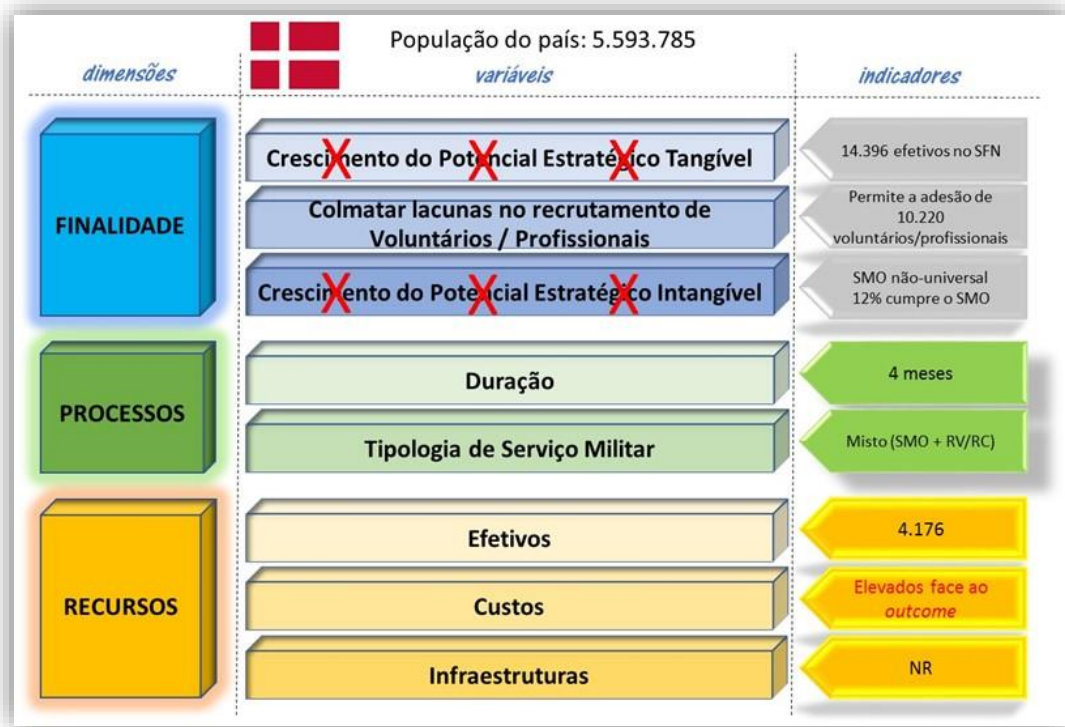 População do país: 5.593.785
dimensões
variáveis
indicadores
FINALIDADE
Crescimento do Potencial Estratégico Tangível
14.396 efetivos no SFN
Colmatar lacunas no recrutamento de
Voluntários / Profissionais
Permite a adesão de
10.220
voluntários/profissionais
Crescimento do Potencial Estratégico Intangível
SMO não-universal
12% cumpre o SMO
PROCESSOS
Duração
4 meses
Tipologia de Serviço Militar
Misto (SMO + RV/RC)
RECURSOS
Efetivos
4.176
Custos
Elevados face ao
outcome
Infraestruturas
NR